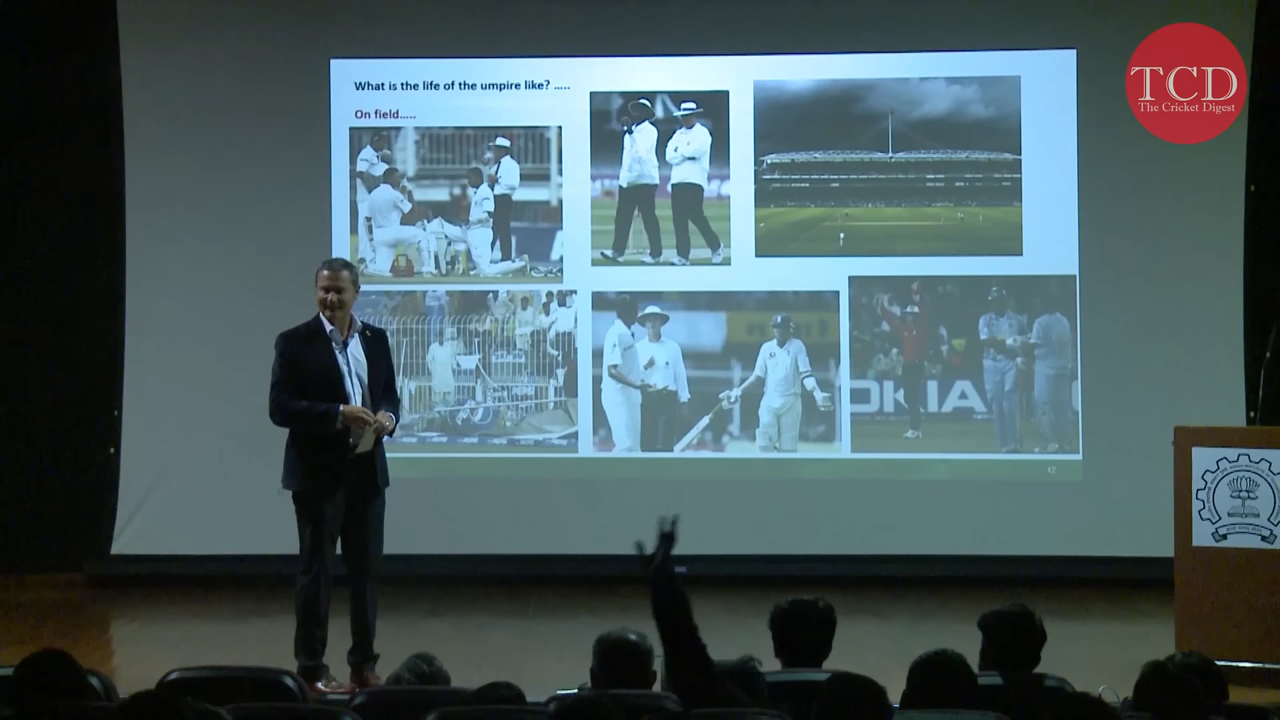 What is the life of the umpire like? .....
On field.....
TCD
The Cricket Digest
OKIA
12